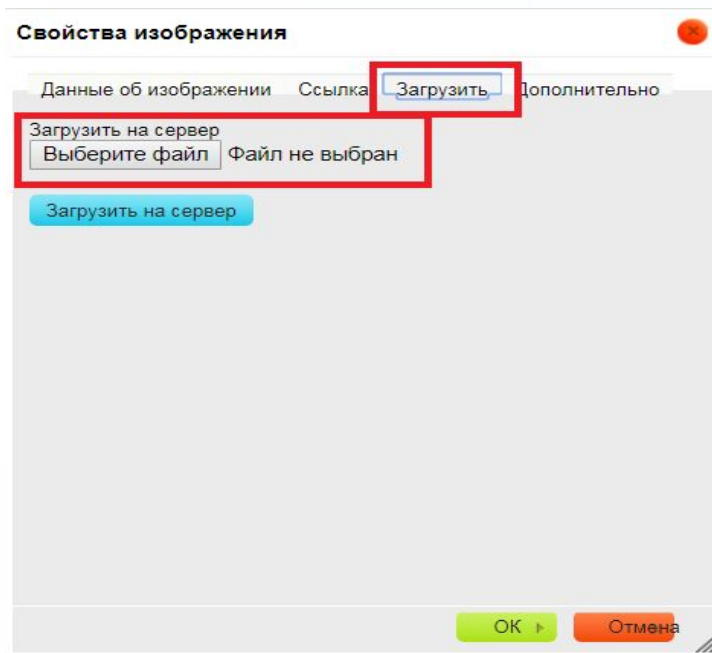 Свойства изображения
Данные об изображении Ссылка Загрузить Дополнительно
Загрузить на сервер
Выберите файл Файл не выбран
Загрузить на сервер
ОК Отмена